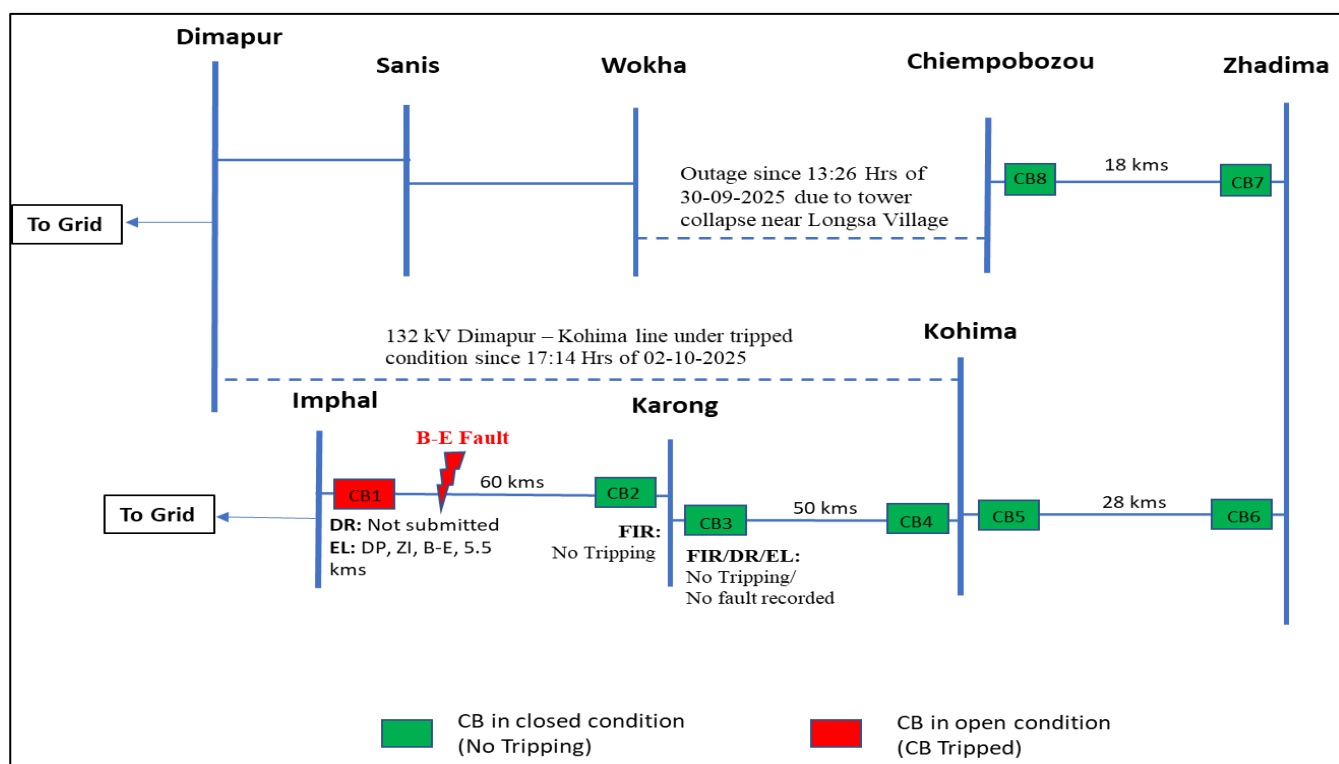 Dimapur
Sanis
Wokha
Chiempobozou
Zhadima
Outage since 13:26 Hrs of
30-09-2025 due to tower
collapse near Longsa Village
CB8
18 kms
CB7
To Grid
132 kV Dimapur – Kohima line under tripped
condition since 17:14 Hrs of 02-10-2025
Kohima
Imphal
Karong
B-E Fault
CB1
60 kms
CB2
To Grid
CB3
50 kms
CB4
CB5
28 kms
CB6
DR: Not submitted
EL: DP, ZI, B-E, 5.5
kms
FIR:
No Tripping
FIR/DR/EL:
No Tripping/
No fault recorded
CB in closed condition
(No Tripping)
CB in open condition
(CB Tripped)